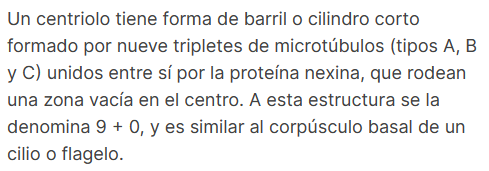 Un centriolo tiene forma de barril o cilindro corto
formado por nueve tripletes de microtúbulos (tipos A, B
y C) unidos entre sí por la proteína nexina, que rodean
una zona vacía en el centro. A esta estructura se la
denomina 9 + 0, y es similar al corpúsculo basal de un
cilio o flagelo.